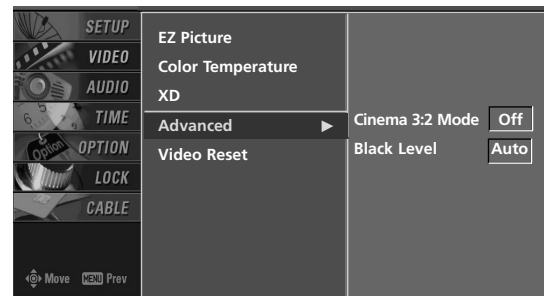 SETUP
VIDEO
AUDIO
TIME
OPTION
LOCK
CABLE
Move MENU Prev
EZ Picture
Color Temperature
XD
Advanced ▶
Video Reset
Cinema 3:2 Mode Off
Black Level Auto